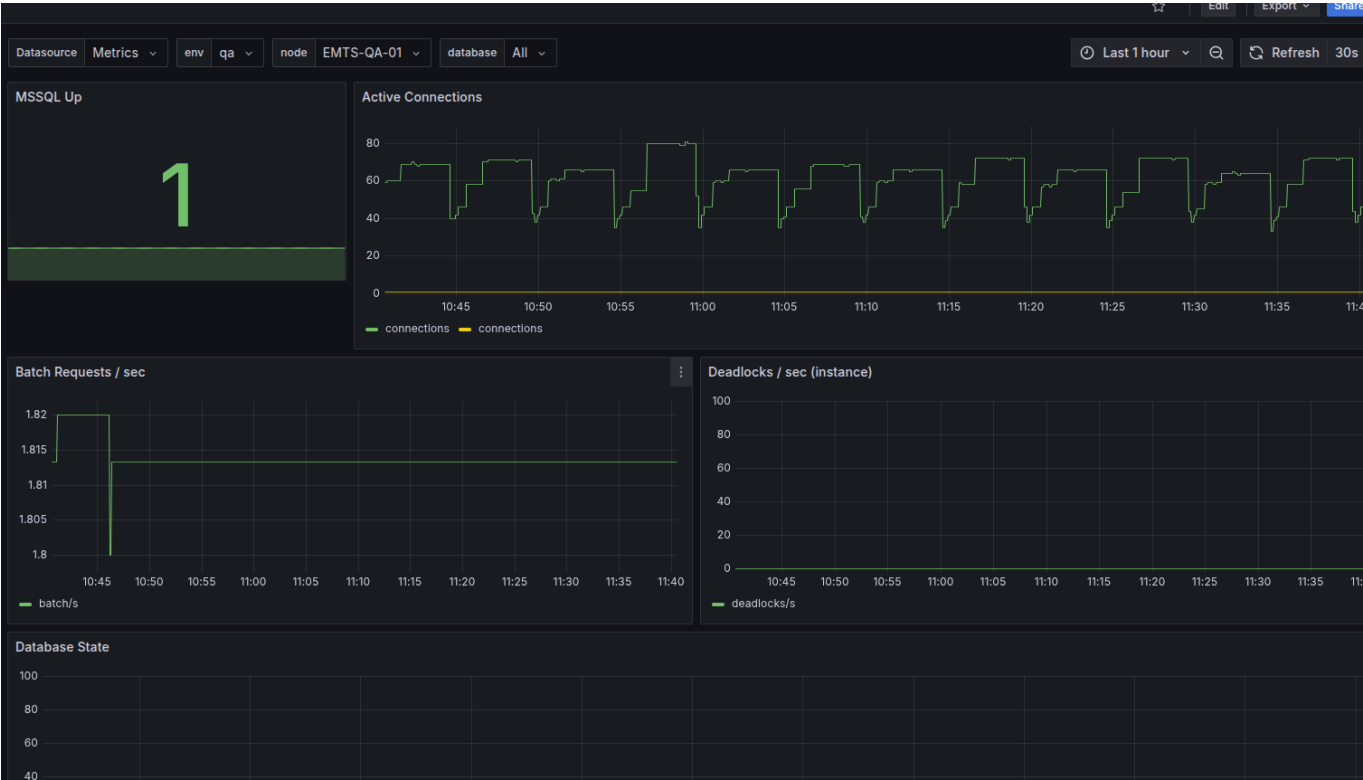 Edit Export Share
Datasource Metrics env qa node EMTS-QA-01 database All Last 1 hour Refresh 30s
MSSQL Up
1
Active Connections
80
60
40
20
0
10:45 10:50 10:55 11:00 11:05 11:10 11:15 11:20 11:25 11:30 11:35 11:4
connections connections
Batch Requests / sec
1.82
1.815
1.81
1.805
1.8
10:45 10:50 10:55 11:00 11:05 11:10 11:15 11:20 11:25 11:30 11:35 11:40
batch/s
Deadlocks / sec (instance)
100
80
60
40
20
0
10:45 10:50 10:55 11:00 11:05 11:10 11:15 11:20 11:25 11:30 11:35 11:
deadlocks/s
Database State
100
80
60
40